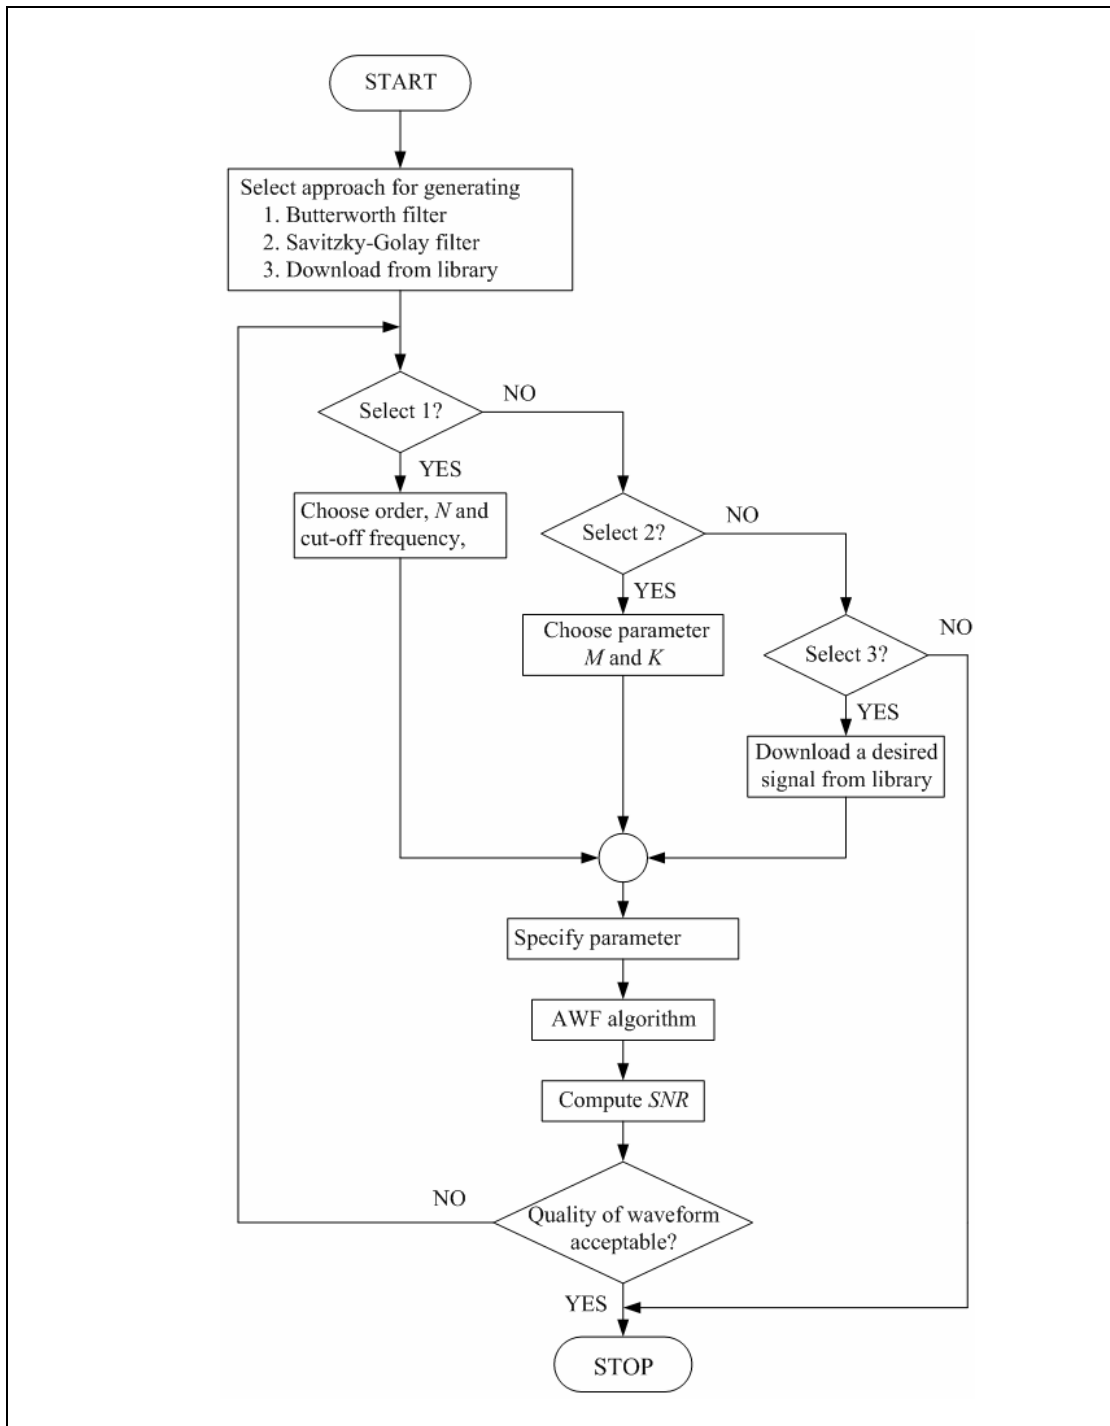 START
Select approach for generating
1. Butterworth filter
2. Savitzky-Golay filter
3. Download from library
Select 1?
NO
YES
Choose order, N and
cut-off frequency,
Select 2?
NO
YES
Choose parameter
M and K
Select 3?
NO
YES
Download a desired
signal from library
Specify parameter
AWF algorithm
Compute SNR
Quality of waveform
acceptable?
NO
YES
STOP